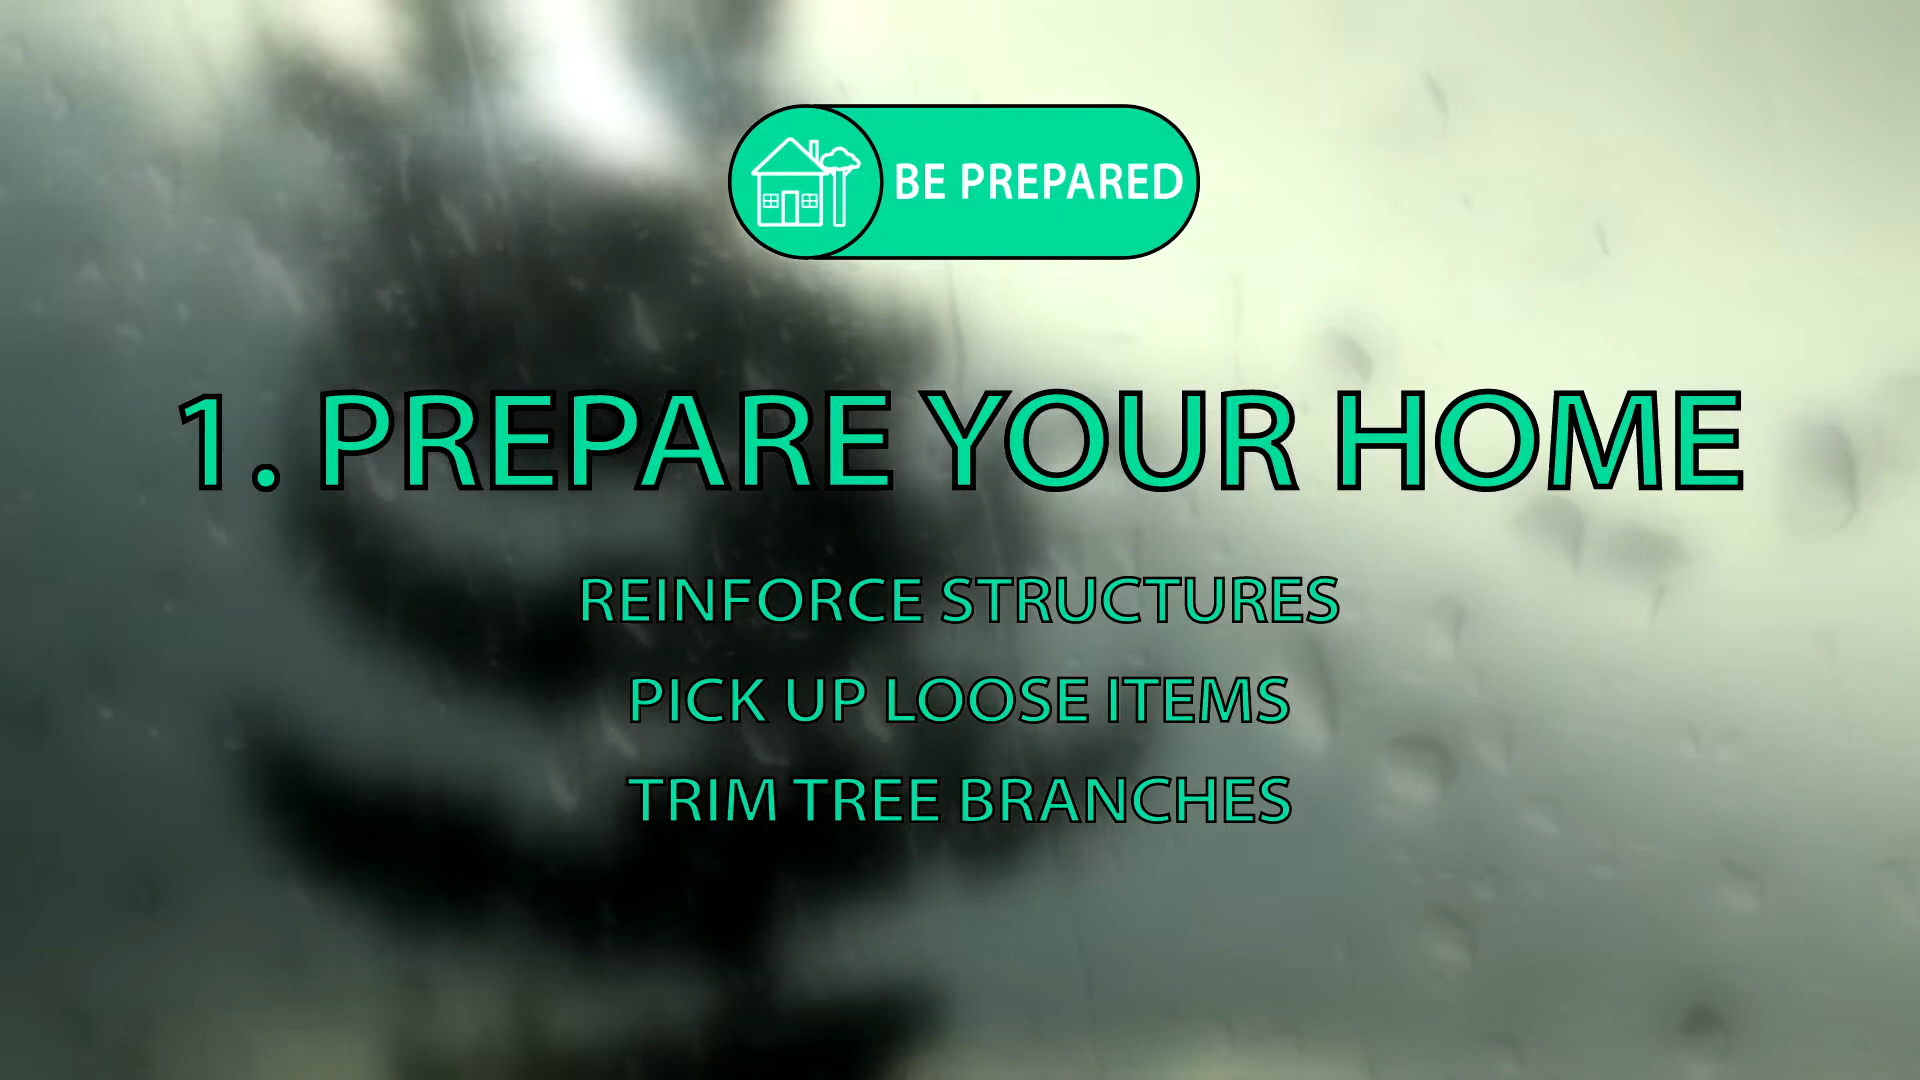 BE PREPARED
1. PREPARE YOUR HOME
REINFORCE STRUCTURES
PICK UP LOOSE ITEMS
TRIM TREE BRANCHES